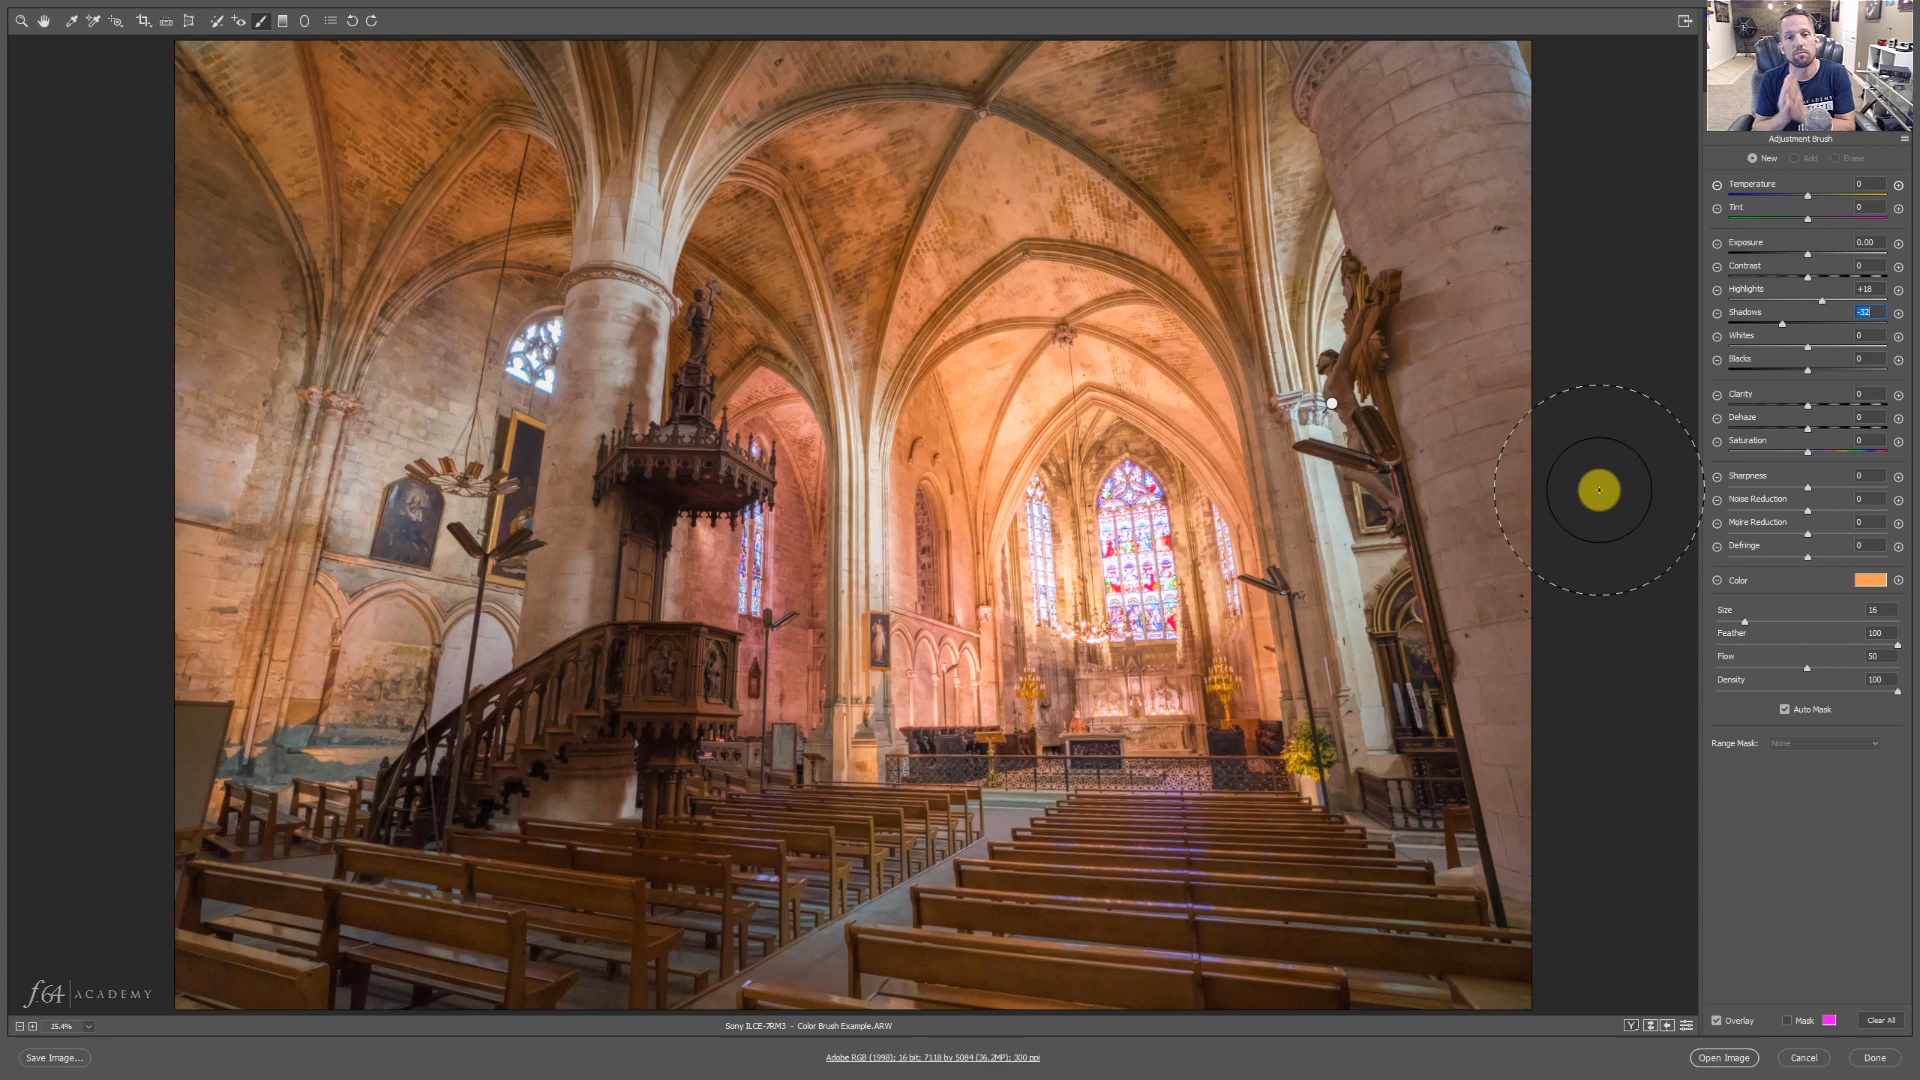 ACADEMY
Adjustment Brush
New
Add
Erase
Temperature 0
Tint 0
Exposure 0.00
Contrast 0
Highlights +18
Shadows -32
Whites 0
Blacks 0
Clarity 0
Dehaze 0
Saturation 0
Sharpness 0
Noise Reduction 0
Moire Reduction 0
Defringe 0
Color
Size 16
Feather 100
Flow 50
Density 100
Auto Mask
Range Mask: None
f64 ACADEMY
25.4%
Sony ILCE-7RM3 - Color Brush Example.ARW
Y
Overlay
Mask
Clear All
Save Image...
Adobe RGB (1998); 16 bit; 7118 by 5084 (36.2MP); 300 ppi
Open Image
Cancel
Done